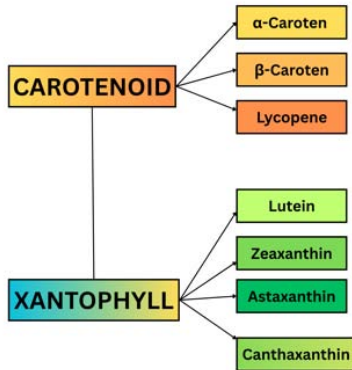 α-Caroten
β-Caroten
CAROTENOID
Lycopene
Lutein
Zeaxanthin
Astaxanthin
XANTOPHYLL
Canthaxanthin